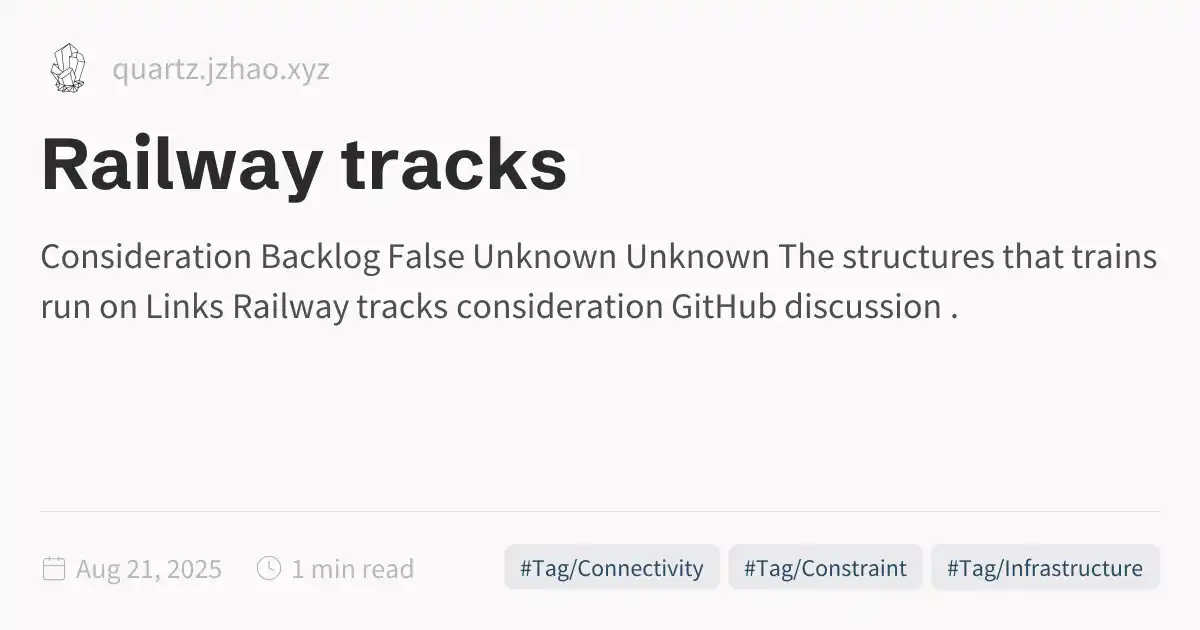 quartz.jzhao.xyz
Railway tracks
Consideration Backlog False Unknown Unknown The structures that trains
run on Links Railway tracks consideration GitHub discussion .
Aug 21, 2025 1 min read #Tag/Connectivity #Tag/Constraint #Tag/Infrastructure